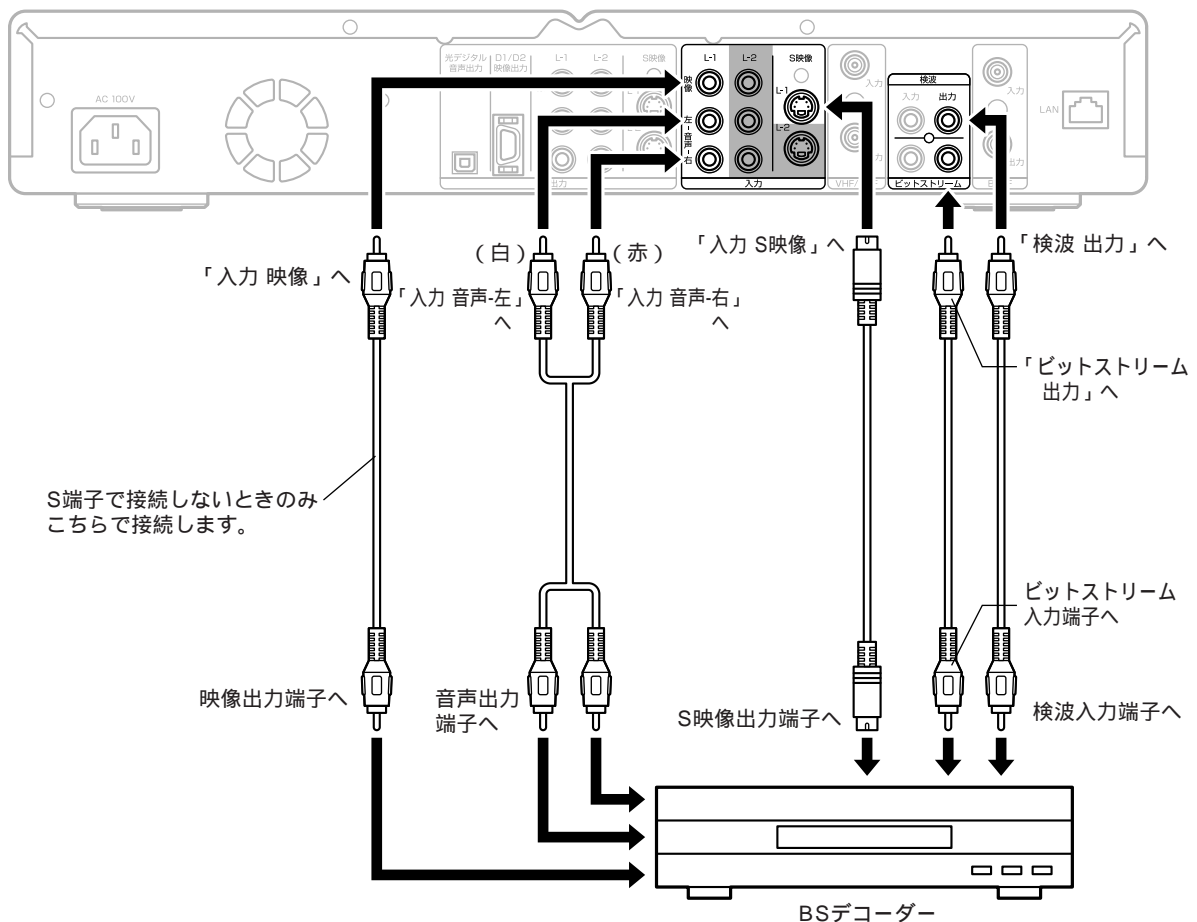 光デジタル
音声出力
D1/D2
映像出力
L-1
L-2
S映像
L-1
L-2
S映像
映像
L-1
左-音声-右
L-2
出力
入力
入力
VHF/
検波
入力
出力
ビットストリーム
入力
出力
LAN
AC 100V
「入力 映像」へ
(白)
(赤)
「入力 音声-左」
へ
「入力 音声-右」
へ
「入力 S映像」へ
「検波 出力」へ
「ビットストリーム
出力」へ
S端子で接続しないときのみ
こちらで接続します。
ビットストリーム
入力端子へ
映像出力端子へ
音声出力
端子へ
S映像出力端子へ
検波入力端子へ
BSデコーダー